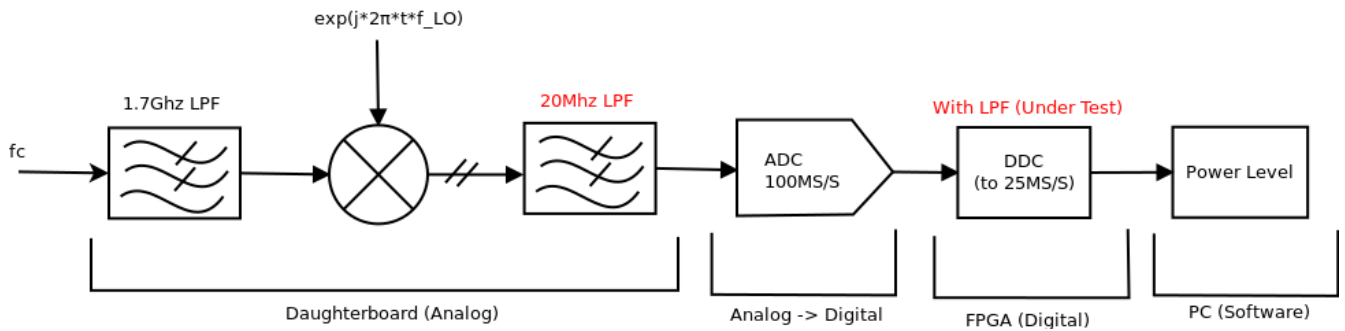 exp(j*2π*t*f_LO)
1.7Ghz LPF
20Mhz LPF
With LPF (Under Test)
fc
ADC
100MS/S
DDC
(to 25MS/S)
Power Level
Daughterboard (Analog)
Analog -> Digital
FPGA (Digital)
PC (Software)